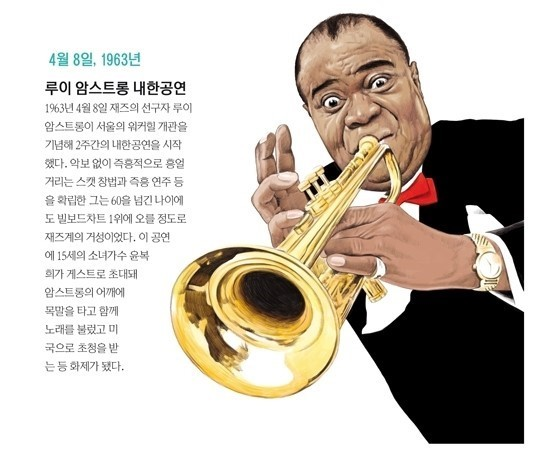 4월 8일, 1963년
루이 암스트롱 내한공연
1963년 4월 8일 재즈의 선구자 루이
암스트롱이 서울의 워커힐 개관을
기념해 2주간의 내한공연을 시작
했다. 악보 없이 즉흥적으로 흥얼
거리는 스캣 창법과 즉흥 연주 등
을 확립한 그는 60을 넘긴 나이에
도 빌보드차트 1위에 오를 정도로
재즈계의 거성이었다. 이 공연
에 15세의 소녀가수 윤복
희가 게스트로 초대돼
암스트롱의 어깨에
목말을 타고 함께
노래를 불렀고 미
국으로 초청을 받
는 등 화제가 됐다.